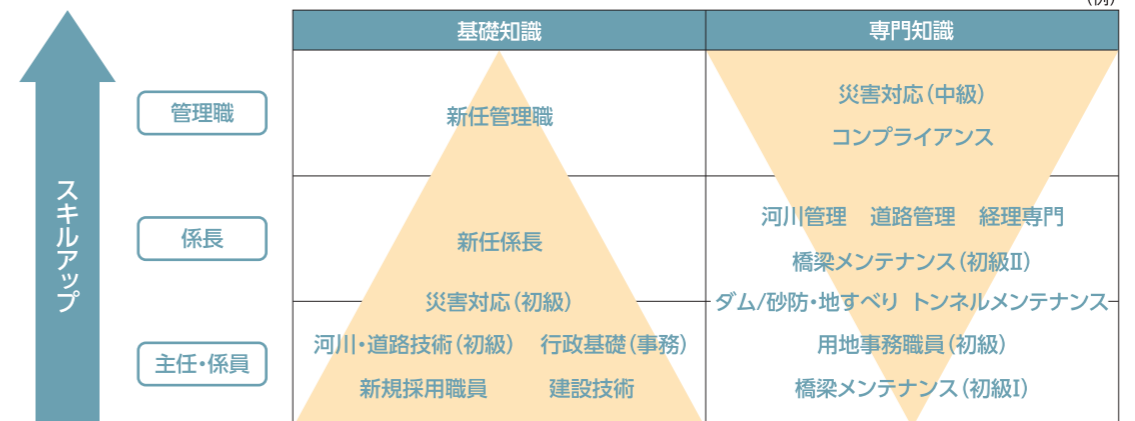 (例)
基礎知識 専門知識
スキルアップ
管理職
新任管理職
災害対応(中級)
コンプライアンス
係長
新任係長
河川管理 道路管理 経理専門
橋梁メンテナンス(初級Ⅱ)
災害対応(初級)
ダム/砂防・地すべり トンネルメンテナンス
主任・係員
河川・道路技術(初級) 行政基礎(事務)
新規採用職員 建設技術
用地事務職員(初級)
橋梁メンテナンス(初級Ⅰ)